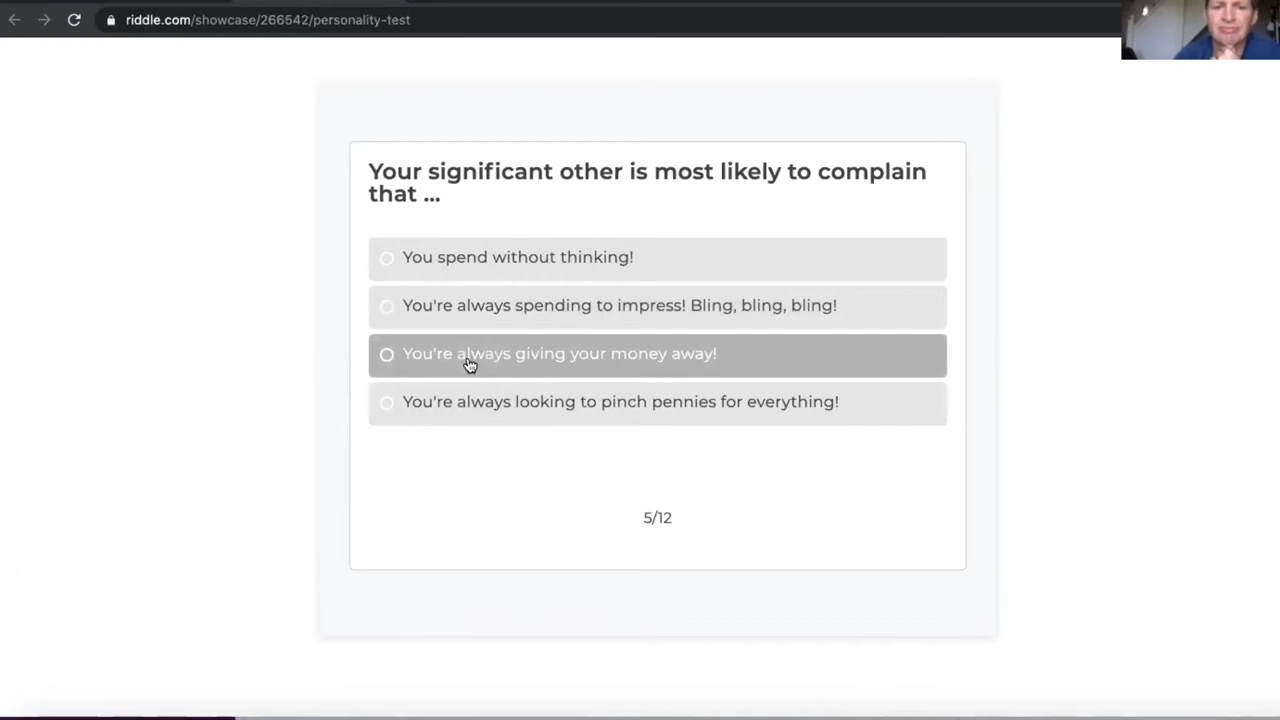 riddle.com/showcase/266542/personality-test
Your significant other is most likely to complain
that ...
You spend without thinking!
You're always spending to impress! Bling, bling, bling!
You're always giving your money away!
You're always looking to pinch pennies for everything!
5/12